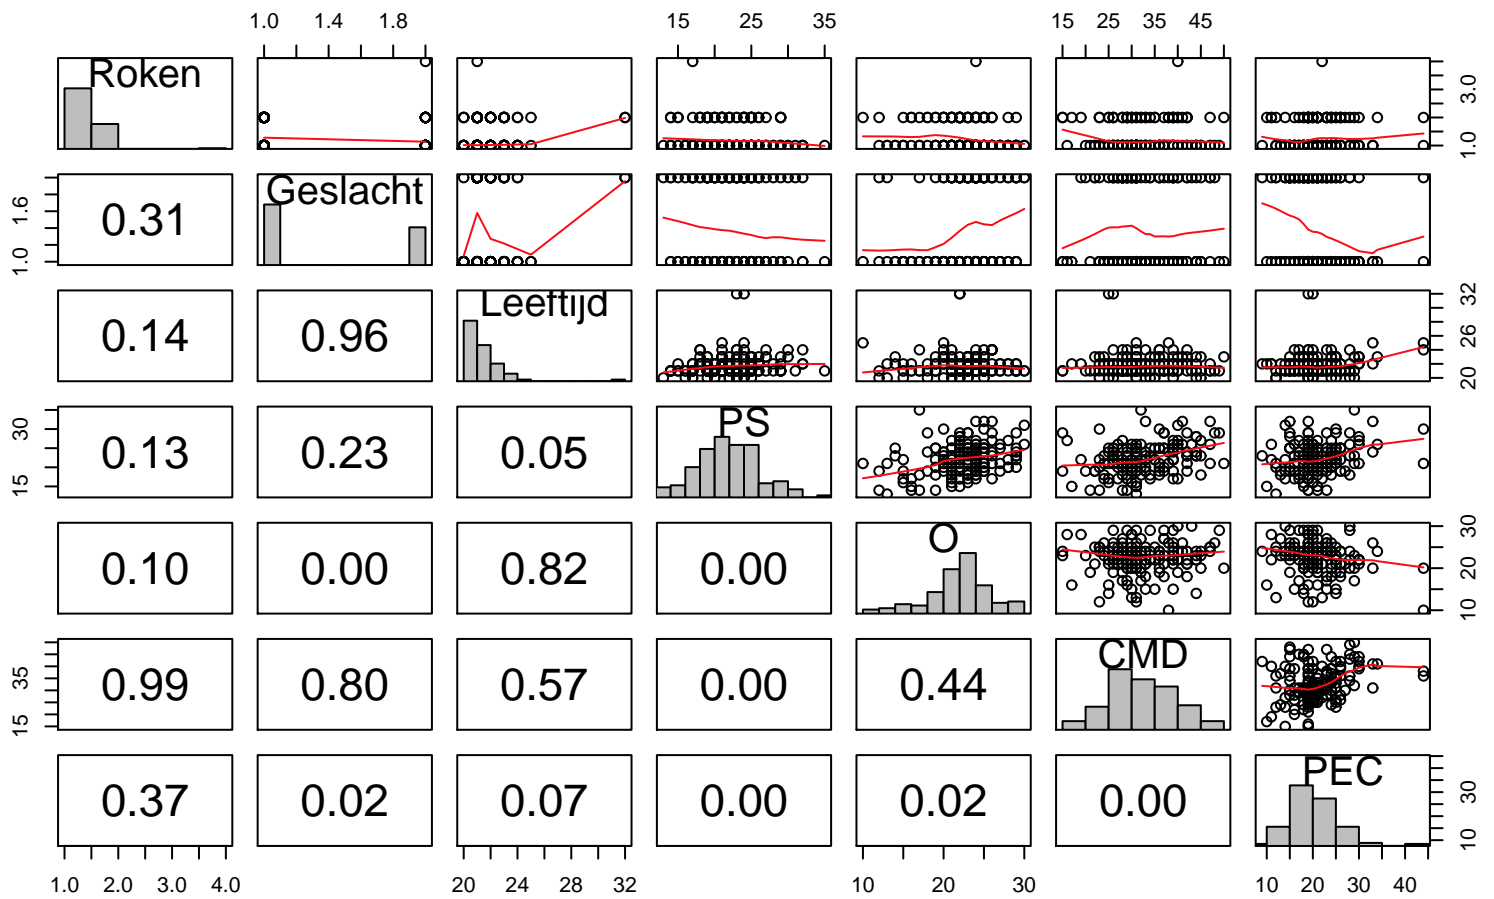 1.0 1.4 1.8 15 25 35 15 25 35 45
Roken 1.0 3.0
1.0 1.6 0.31 Geslacht
0.14 0.96 Leeftijd 20 26 32
15 30 0.13 0.23 0.05 PS
0.10 0.00 0.82 0.00 O 10 20 30
15 35 0.99 0.80 0.57 0.00 0.44 CMD
0.37 0.02 0.07 0.00 0.02 0.00 PEC 10 30
1.0 2.0 3.0 4.0 20 24 28 32 10 20 30 10 20 30 40